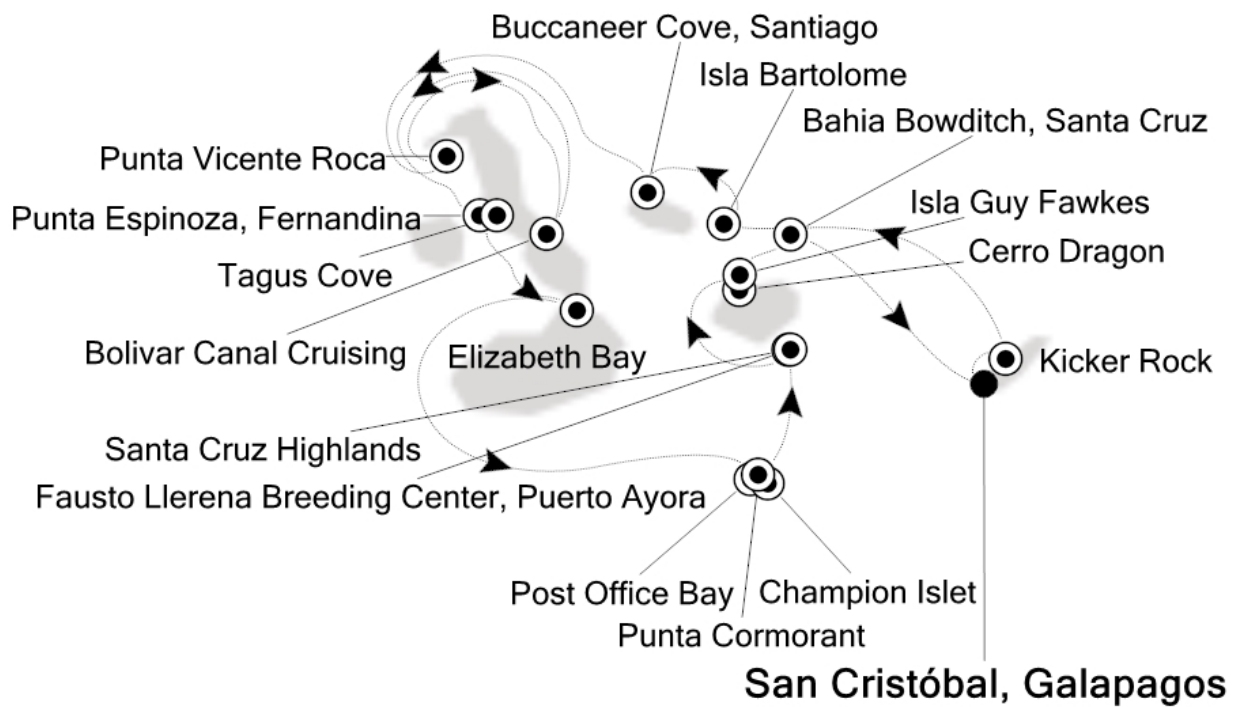 Buccaneer Cove, Santiago
Isla Bartolome
Bahia Bowditch, Santa Cruz
Punta Vicente Roca
Isla Guy Fawkes
Punta Espinoza, Fernandina
Cerro Dragon
Tagus Cove
Bolivar Canal Cruising
Elizabeth Bay
Kicker Rock
Santa Cruz Highlands
Fausto Llerena Breeding Center, Puerto Ayora
Post Office Bay
Champion Islet
Punta Cormorant
San Cristóbal, Galapagos